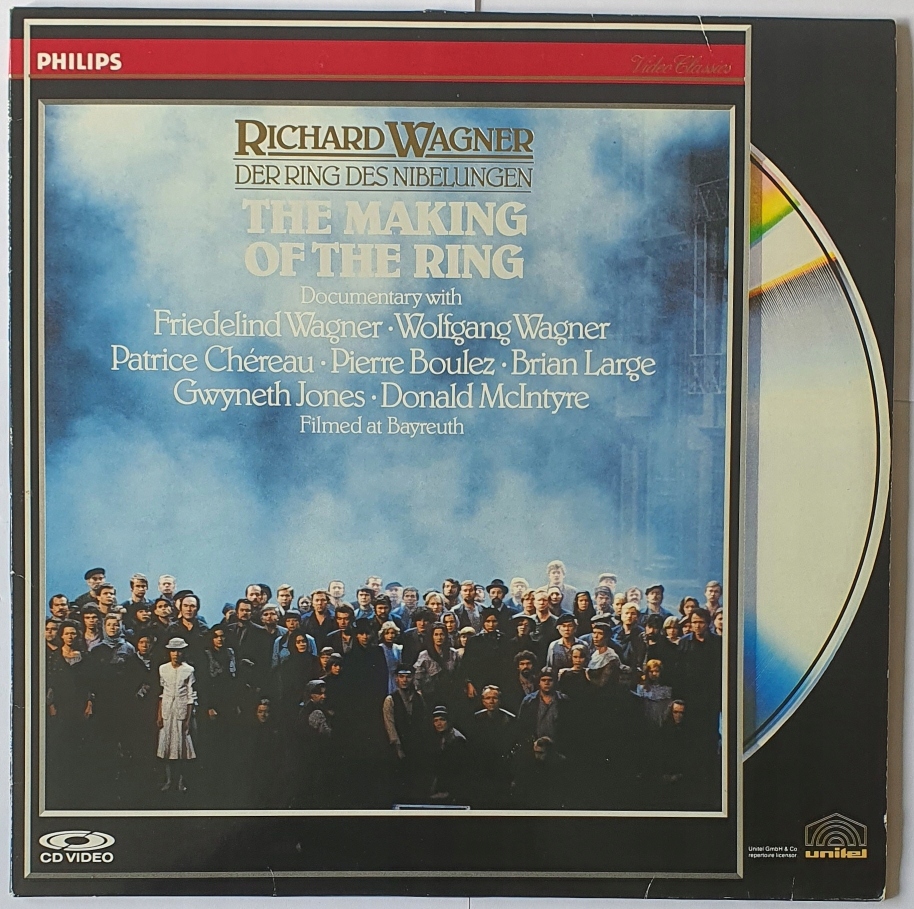 PHILIPS
Video Classics
RICHARD WAGNER
DER RING DES NIBELUNGEN
THE MAKING
OF THE RING
Documentary with
Friedelind Wagner · Wolfgang Wagner
Patrice Chéreau · Pierre Boulez · Brian Large
Gwyneth Jones · Donald McIntyre
Filmed at Bayreuth
CD VIDEO
Unitel GmbH & Co
repertoire licensor
unitel